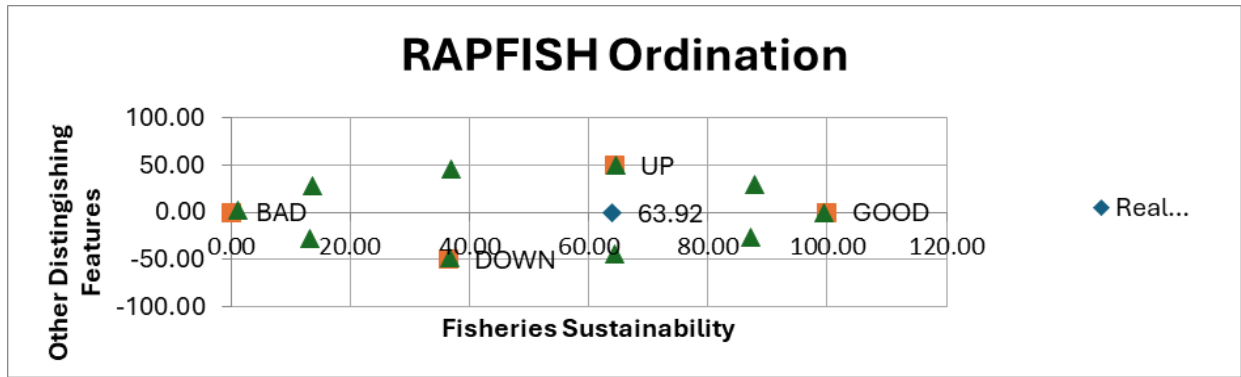 RAPFISH Ordination
Other Distingishing
Features
100.00
50.00
0.00
-50.00
-100.00
UP
BAD
63.92
GOOD
DOWN
0.00 20.00 40.00 60.00 80.00 100.00 120.00
Fisheries Sustainability
Real...